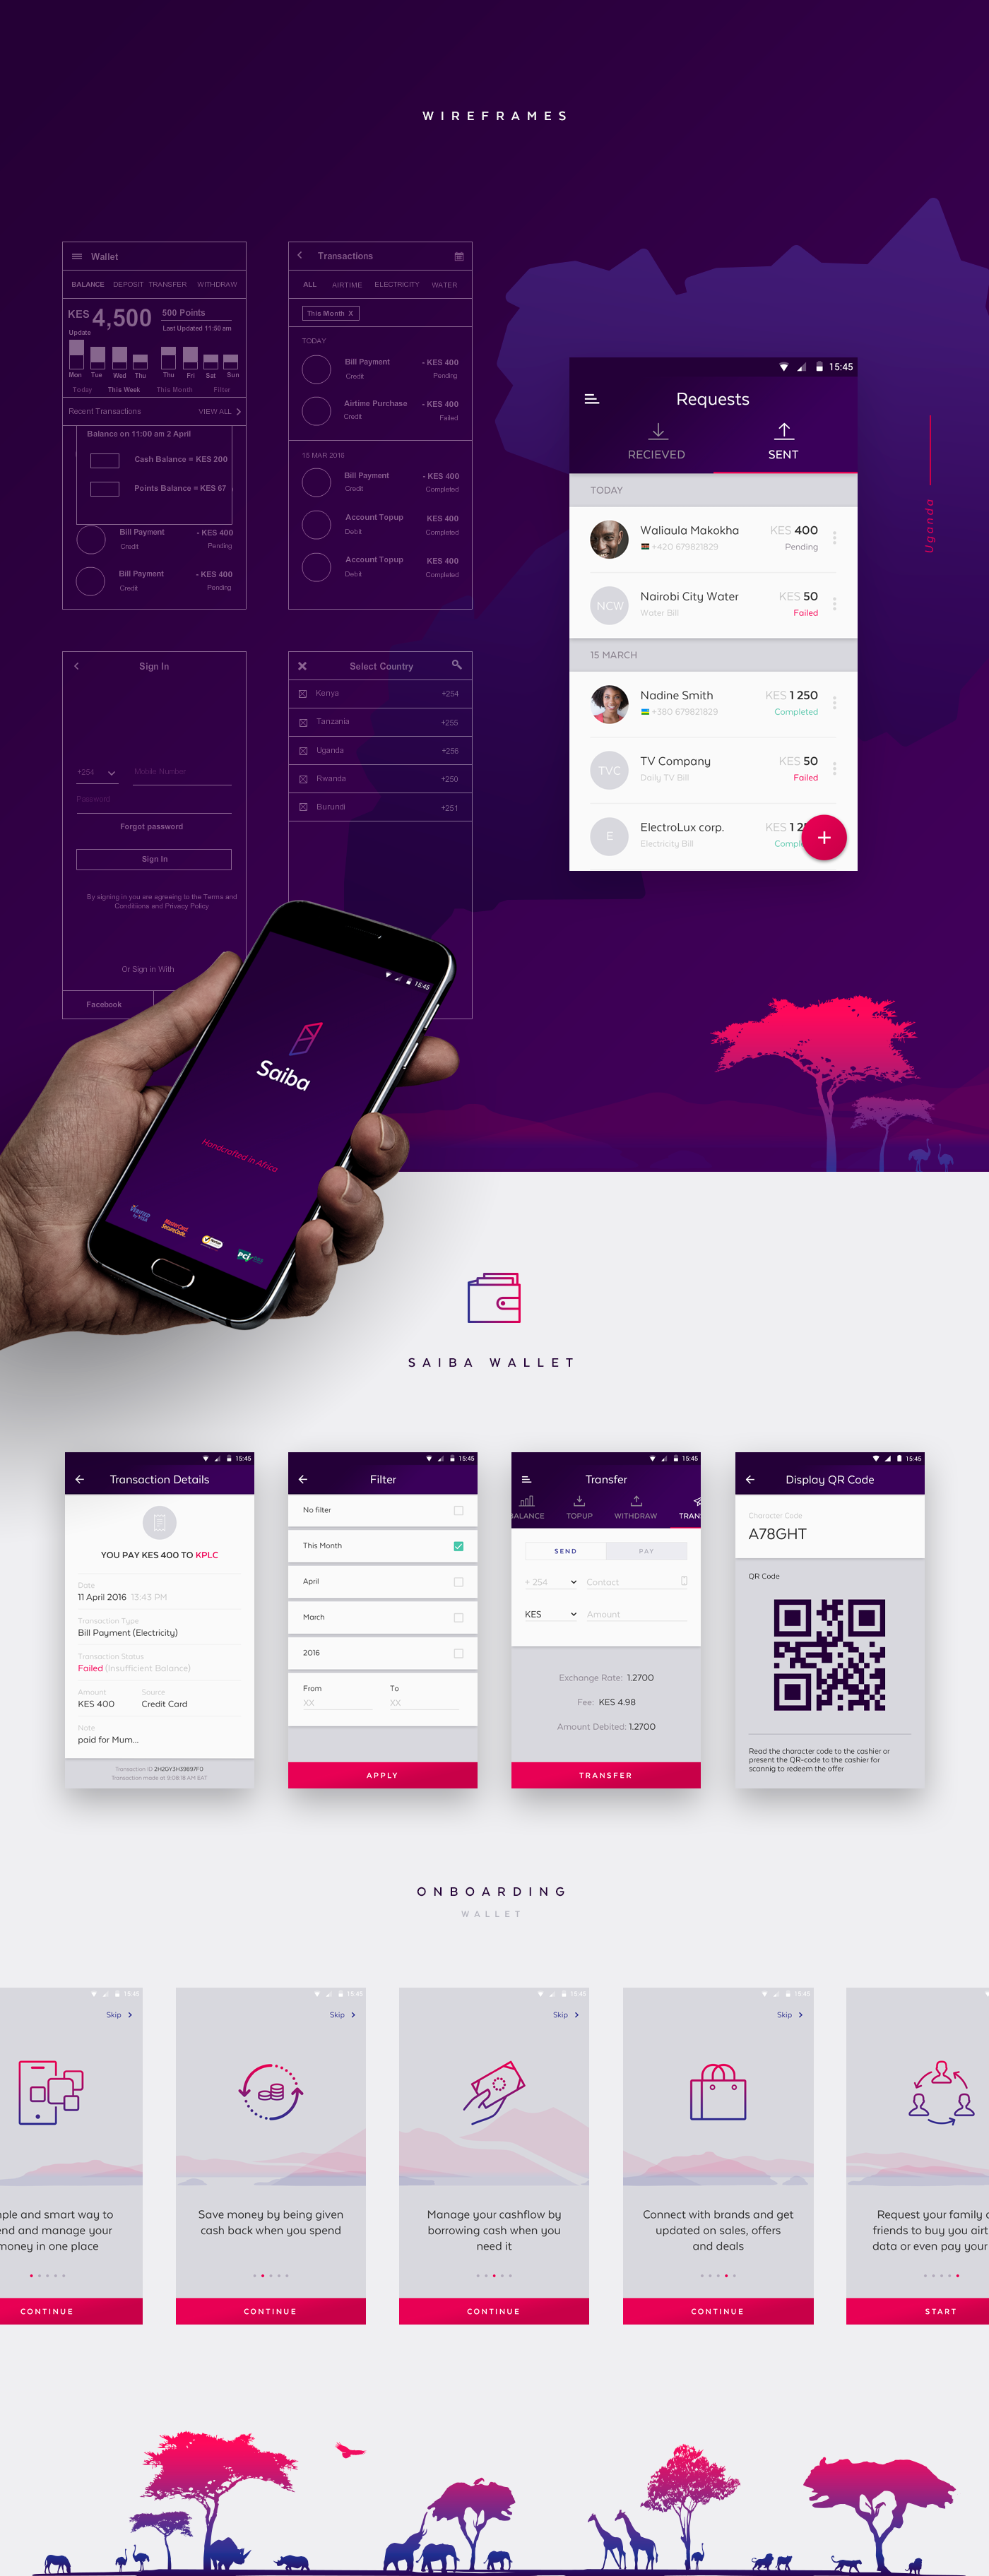 WIREFRAMES
Wallet
BALANCE DEPOSIT TRANSFER WITHDRAW
KES 4,500
500 Points
Last Updated 11:50 am
Update
Mon Tue Wed Thu Thu Fri Sat Sun
Today This Week This Month Filter
Recent Transactions VIEW ALL
Balance on 11:00 am 2 April
Cash Balance = KES 200
Points Balance = KES 67
Bill Payment - KES 400
Credit Pending
Bill Payment - KES 400
Credit Pending
Transactions
ALL AIRTIME ELECTRICITY WATER
This Month X
TODAY
Bill Payment - KES 400
Credit Pending
Airtime Purchase - KES 400
Credit Failed
15 MAR 2018
Bill Payment - KES 400
Credit Completed
Account Topup KES 400
Debit Completed
Account Topup KES 400
Debit Completed
15:45
Requests
RECIEVED SENT
TODAY
Waliaula Makokha KES 400
+420 679821829 Pending
NCW
Nairobi City Water KES 50
Water Bill Failed
15 MARCH
Nadine Smith KES 1 250
+380 679821829 Completed
TVC
TV Company KES 50
Daily TV Bill Failed
E
ElectroLux corp. KES 1 2
Electricity Bill Compl
+
Uganda
Sign In
+254 Mobile Number
Password
Forgot password
Sign In
By signing in you are agreeing to the Terms and
Conditions and Privacy Policy
Or Sign in With
Facebook
Select Country
Kenya +254
Tanzania +255
Uganda +256
Rwanda +250
Burundi +251
15:45
Saiba
Handcrafted in Africa
VERIFIED
by VISA
MasterCard.
SecureCode.
PCI
SAIBA WALLET
15:45
Transaction Details
YOU PAY KES 400 TO KPLC
Date
11 April 2016 13:43 PM
Transaction Type
Bill Payment (Electricity)
Transaction Status
Failed (Insufficient Balance)
Amount Source
KES 400 Credit Card
Note
paid for Mum...
Transaction ID 2H2GY3H39897FD
Transaction made at 9:08:18 AM EAT
15:45
Filter
No filter
This Month
April
March
2016
From To
XX XX
APPLY
15:45
Transfer
BALANCE TOPUP WITHDRAW TRAN
SEND PAY
+ 254 Contact
KES Amount
Exchange Rate: 1.2700
Fee: KES 4.98
Amount Debited: 1.2700
TRANSFER
15:45
Display QR Code
Character Code
A78GHT
QR Code
Read the character code to the cashier or
present the QR-code to the cashier for
scannig to redeem the offer
ONBOARDING
WALLET
15:45
Skip
ple and smart way to
end and manage your
money in one place
CONTINUE
15:45
Skip
Save money by being given
cash back when you spend
CONTINUE
15:45
Skip
Manage your cashflow by
borrowing cash when you
need it
CONTINUE
15:45
Skip
Connect with brands and get
updated on sales, offers
and deals
CONTINUE
Request your family
friends to buy you airt
data or even pay your
START